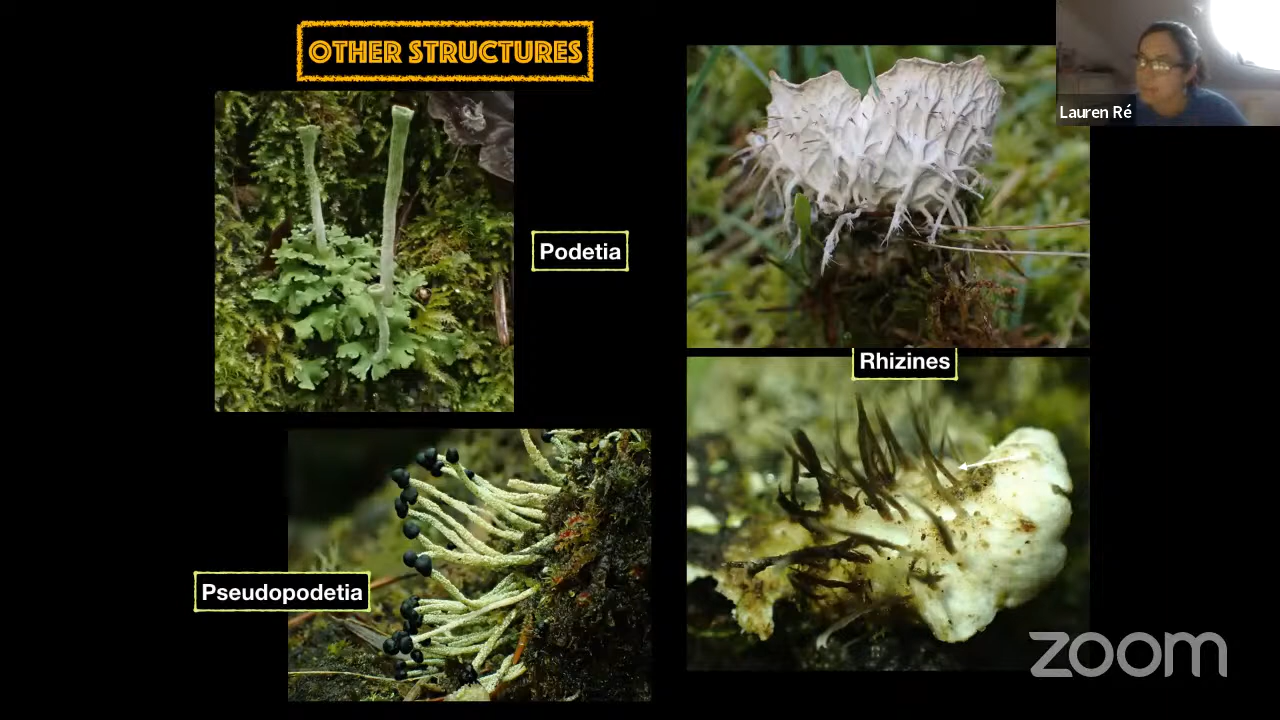 OTHER STRUCTURES
Lauren Ré
Podetia
Rhizines
Pseudopodetia
zoom